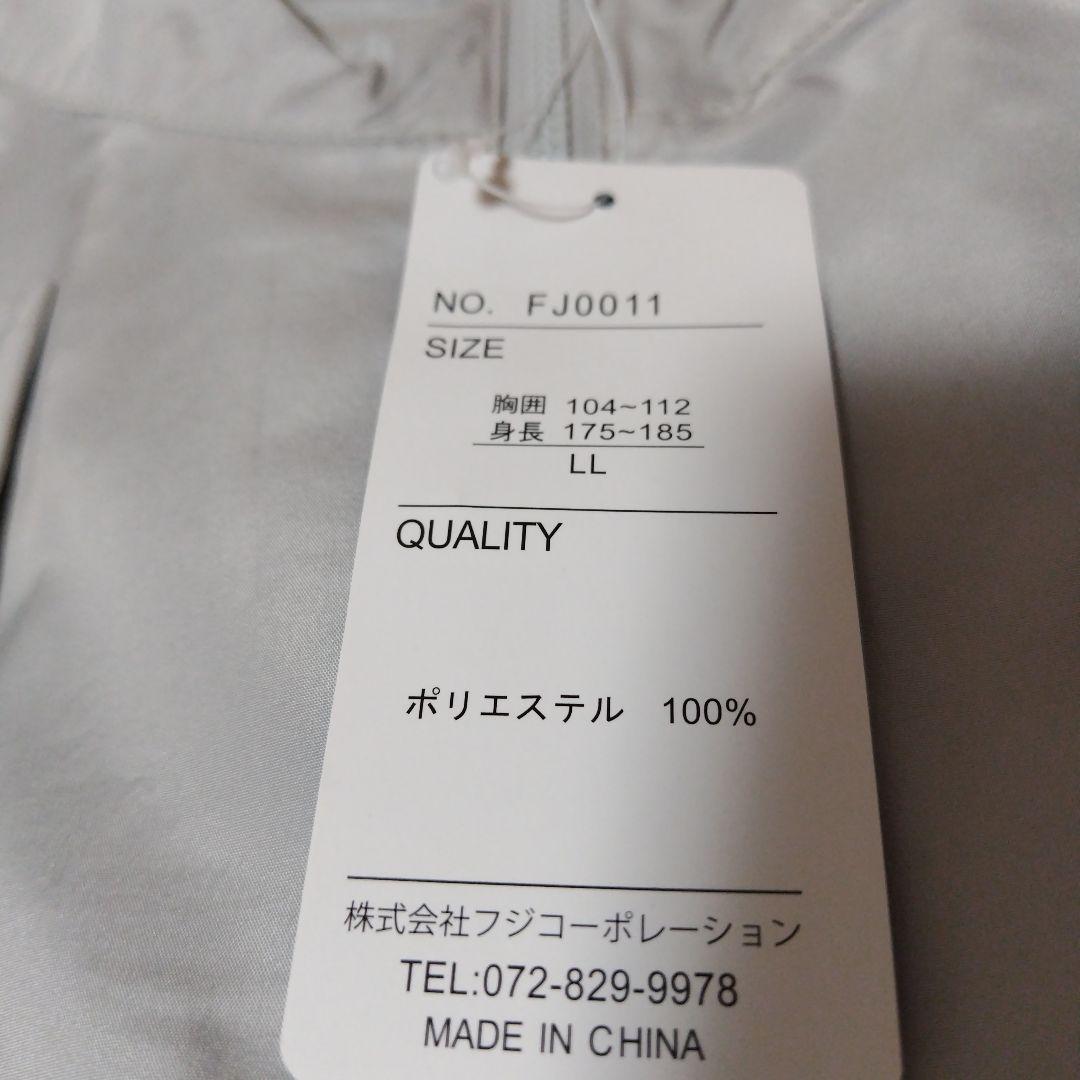 NO. FJ0011
SIZE
胸囲 104~112
身長 175~185
LL
QUALITY
ポリエステル 100%
株式会社フジコーポレーション
TEL:072-829-9978
MADE IN CHINA